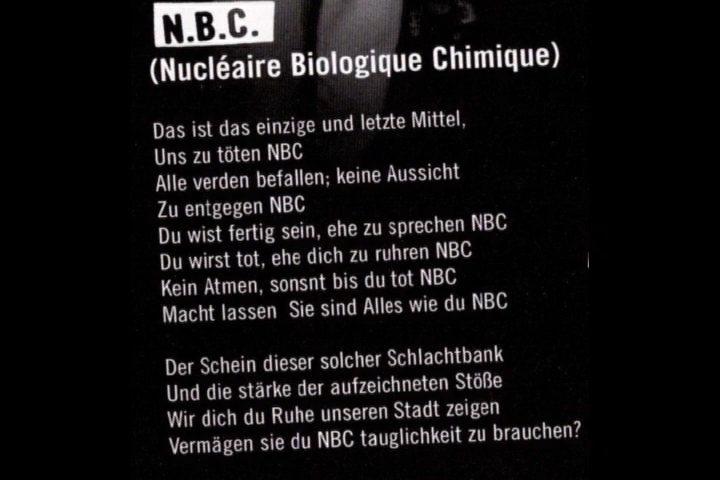 N.B.C.
(Nucléaire Biologique Chimique)
Das ist das einzige und letzte Mittel,
Uns zu töten NBC
Alle verden befallen; keine Aussicht
Zu entgegen NBC
Du wist fertig sein, ehe zu sprechen NBC
Du wirst tot, ehe dich zu ruhren NBC
Kein Atmen, sonsnt bis du tot NBC
Macht lassen Sie sind Alles wie du NBC
Der Schein dieser solcher Schlachtbank
Und die stärke der aufzeichneten Stöße
Wir dich du Ruhe unseren Stadt zeigen
Vermägen sie du NBC tauglichkeit zu brauchen?